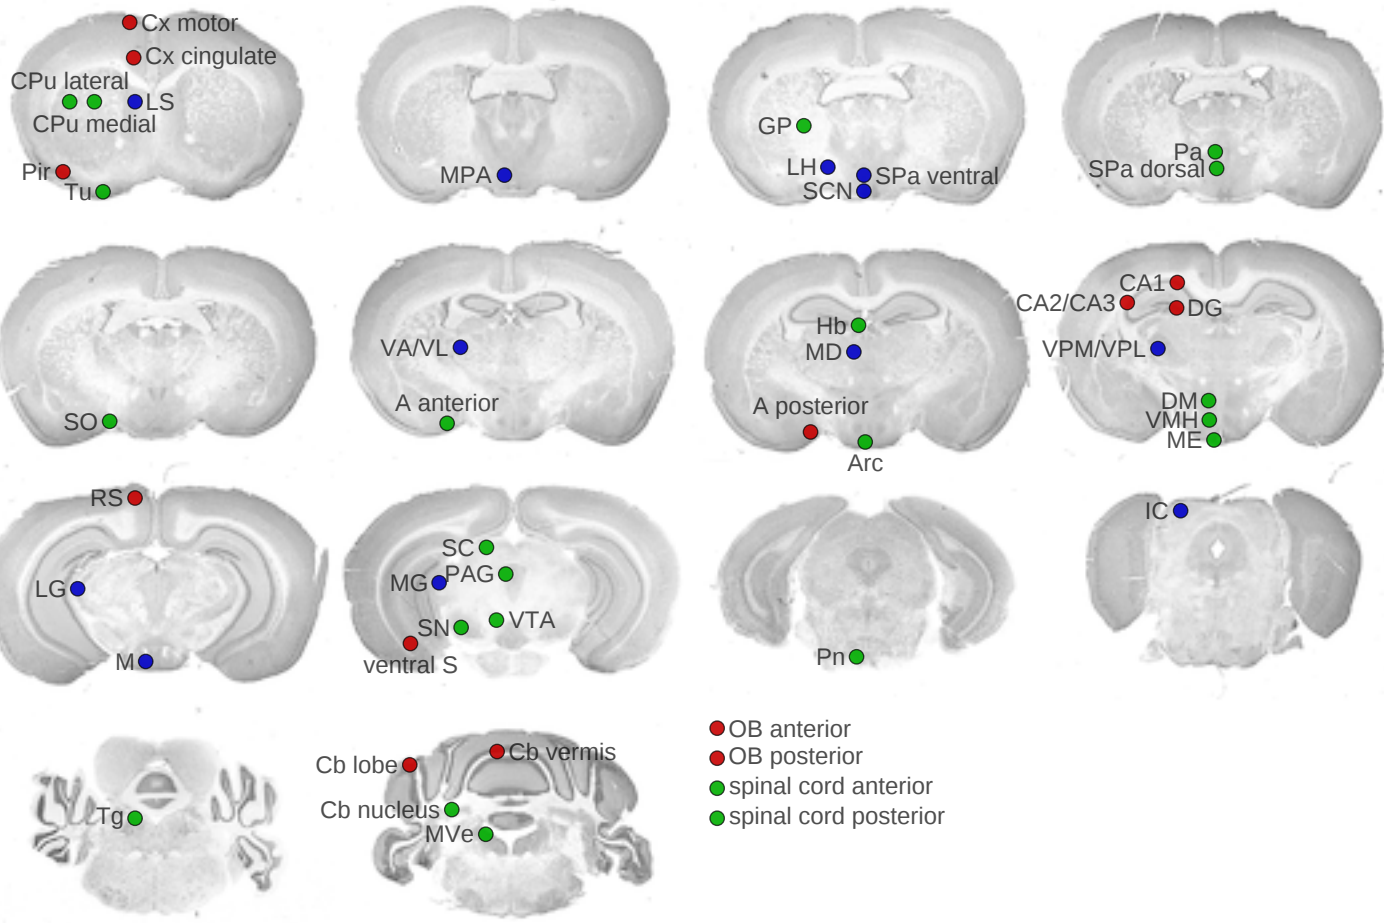 Cx motor
Cx cingulate
CPu lateral
LS
CPu medial
Pir
Tu
MPA
GP
LH
SPa ventral
SCN
Pa
SPa dorsal
SO
VA/VL
A anterior
Hb
MD
A posterior
Arc
CA1
CA2/CA3
DG
VPM/VPL
DM
VMH
ME
RS
LG
M
SC
MG
PAG
SN
VTA
ventral S
Pn
IC
Tg
Cb lobe
Cb vermis
Cb nucleus
MVe
OB anterior
OB posterior
spinal cord anterior
spinal cord posterior